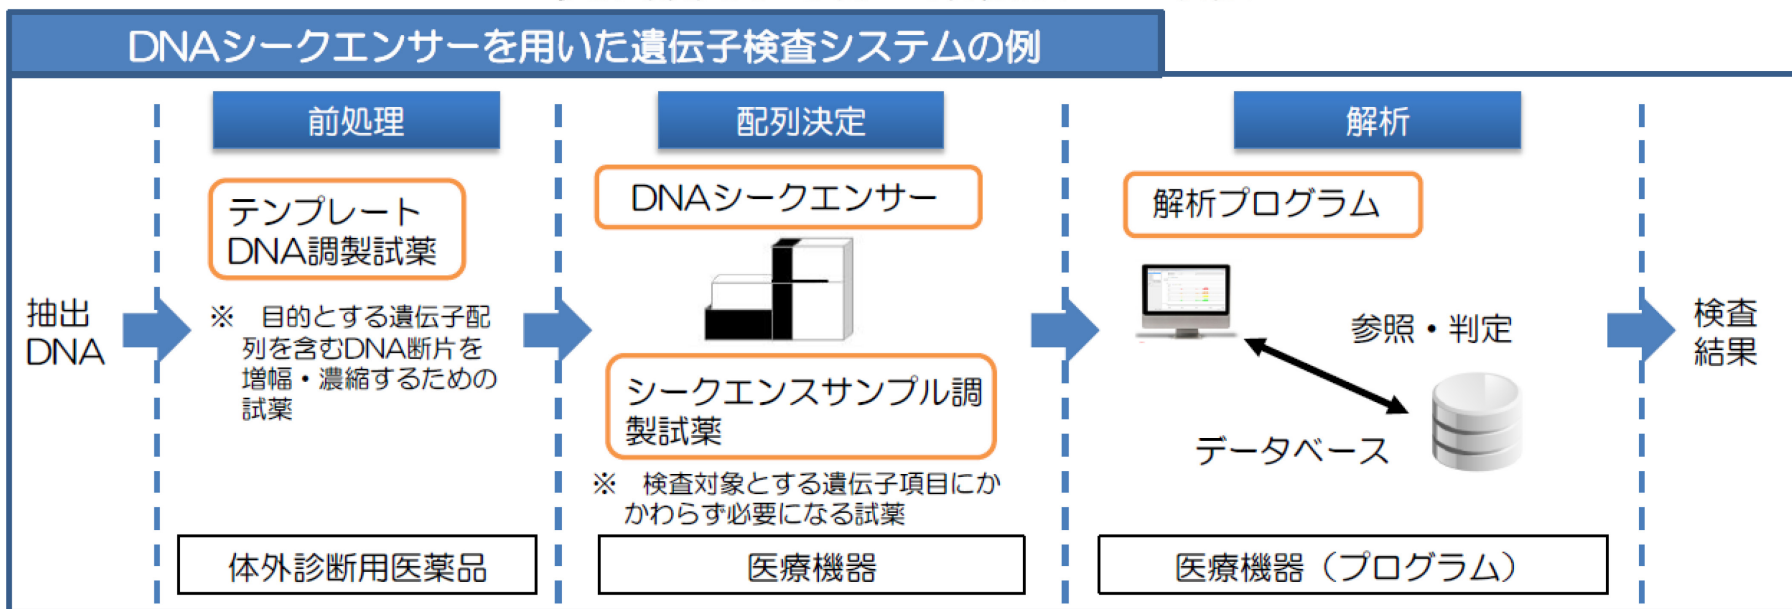 DNAシークエンサーを用いた遺伝子検査システムの例
抽出
DNA
前処理
テンプレート
DNA調製試薬
※　目的とする遺伝子配
列を含むDNA断片を
増幅・濃縮するための
試薬
体外診断用医薬品
配列決定
DNAシークエンサー
シークエンスサンプル調
製試薬
※　検査対象とする遺伝子項目にか
かわらず必要になる試薬
医療機器
解析
解析プログラム
参照・判定
データベース
医療機器（プログラム）
検査
結果